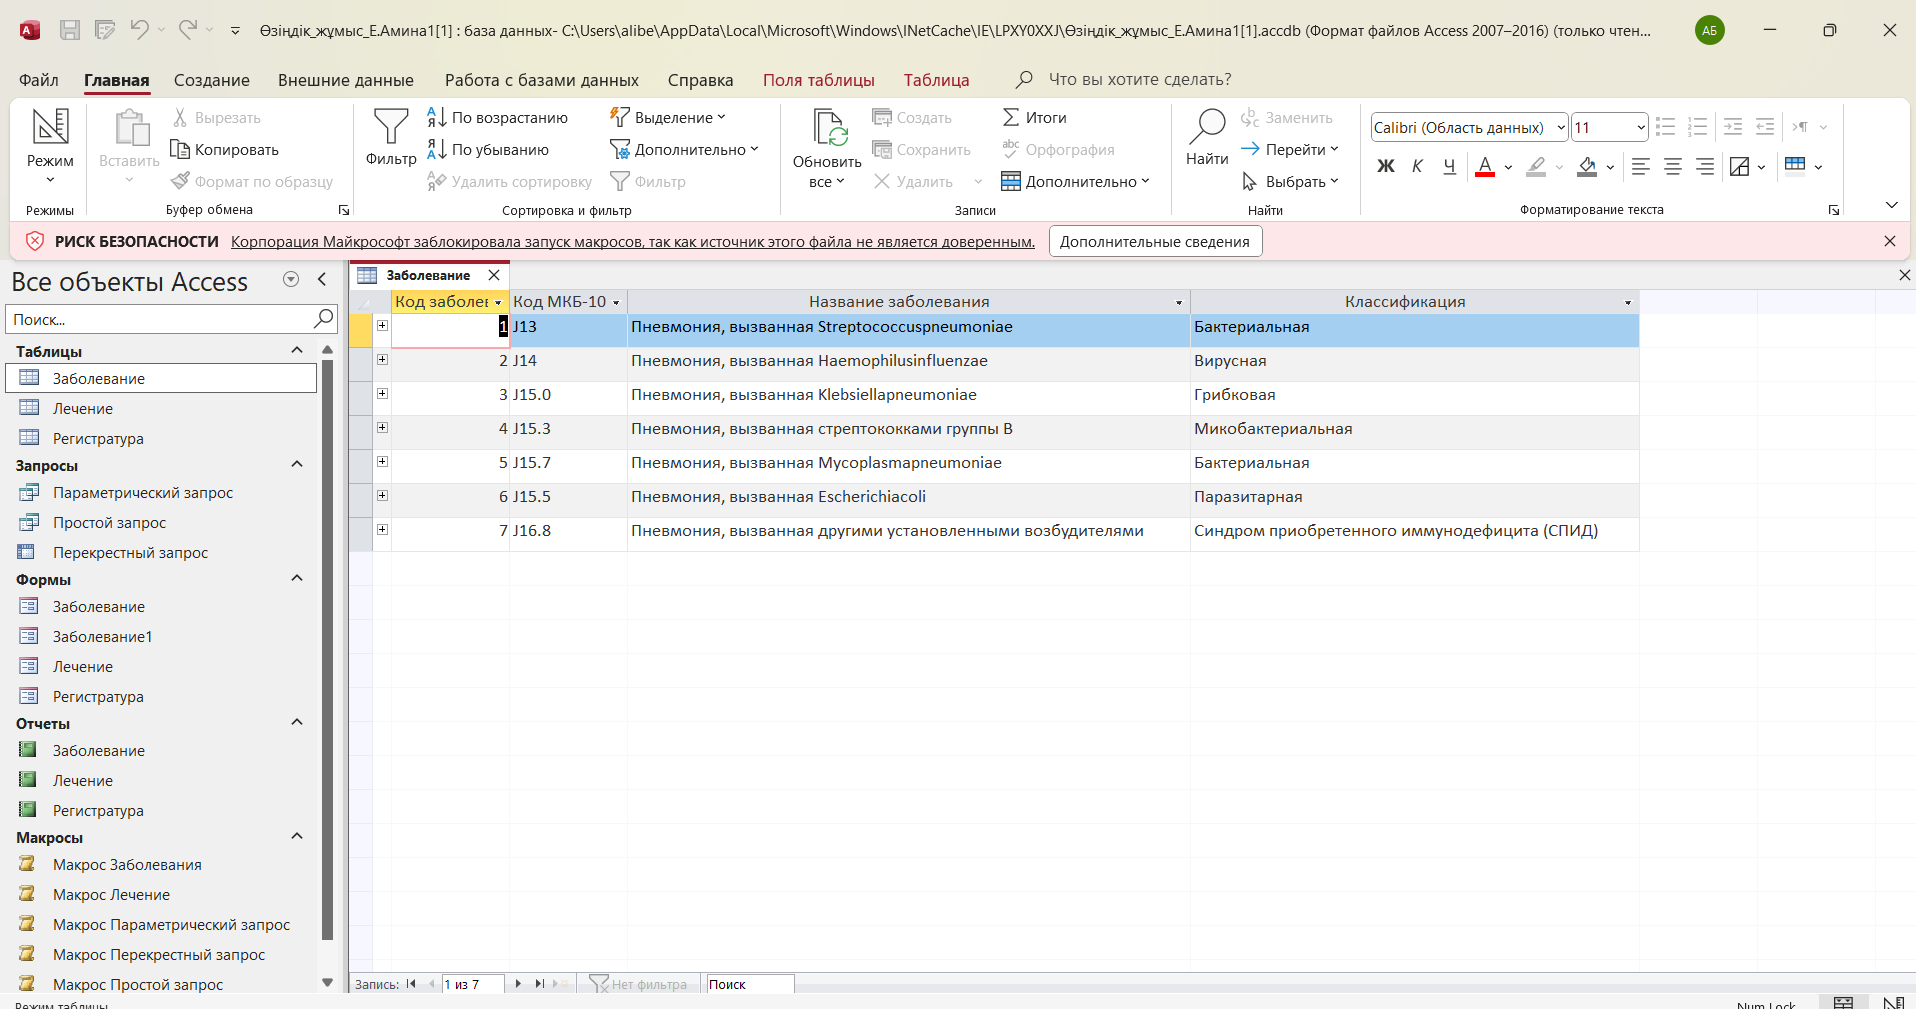 Өзіндік_жұмыс_Е.Амина1[1] : база данных- C:\Users\alibe\AppData\Local\Microsoft\Windows\INetCache\IE\LPXY0XXJ\Өзіндік_жұмыс_Е.Амина1[1].accdb (Формат файлов Access 2007–2016) (только чтен...
АБ
Файл Главная Создание Внешние данные Работа с базами данных Справка Поля таблицы Таблица Что вы хотите сделать?
Режим
Режимы
Вставить
Вырезать
Копировать
Формат по образцу
Буфер обмена
Фильтр
По возрастанию
По убыванию
Удалить сортировку
Выделение
Дополнительно
Фильтр
Сортировка и фильтр
Обновить
все
Создать
Сохранить
Удалить
Итоги
Орфография
Дополнительно
Записи
Найти
Заменить
Перейти
Выбрать
Найти
Calibri (Область данных) 11
Ж К Ч
Форматирование текста
РИСК БЕЗОПАСНОСТИ Корпорация Майкрософт заблокировала запуск макросов, так как источник этого файла не является доверенным. Дополнительные сведения
Все объекты Access
Поиск...
Таблицы
Заболевание
Лечение
Регистратура
Запросы
Параметрический запрос
Простой запрос
Перекрестный запрос
Формы
Заболевание
Заболевание1
Лечение
Регистратура
Отчеты
Заболевание
Лечение
Регистратура
Макросы
Макрос Заболевания
Макрос Лечение
Макрос Параметрический запрос
Макрос Перекрестный запрос
Макрос Простой запрос
Заболевание
Код заболев Код МКБ-10 Название заболевания Классификация
1 J13 Пневмония, вызванная Streptococcuspneumoniae Бактериальная
2 J14 Пневмония, вызванная Haemophilusinfluenzae Вирусная
3 J15.0 Пневмония, вызванная Klebsiellapneumoniae Грибковая
4 J15.3 Пневмония, вызванная стрептококками группы В Микобактериальная
5 J15.7 Пневмония, вызванная Mycoplasmapneumoniae Бактериальная
6 J15.5 Пневмония, вызванная Escherichiacoli Паразитарная
7 J16.8 Пневмония, вызванная другими установленными возбудителями Синдром приобретенного иммунодефицита (СПИД)
Запись: 1 из 7 Нет фильтра Поиск
Режим таблицы Num Lock